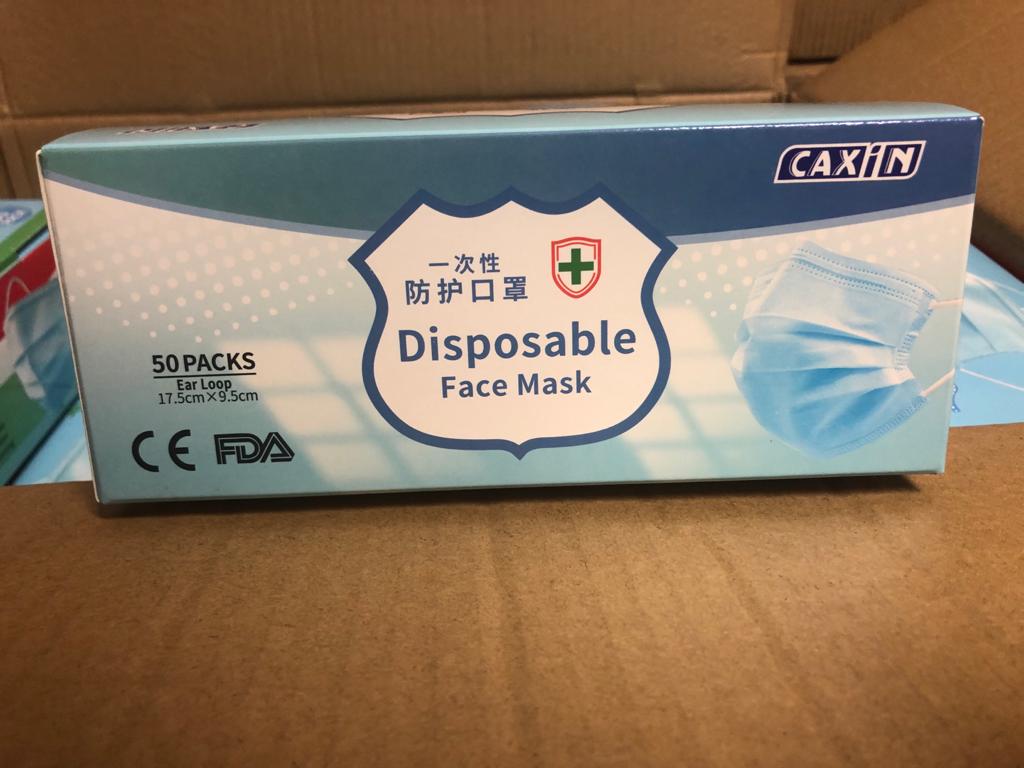 CAXiN
一次性
防护口罩
Disposable
Face Mask
50 PACKS
Ear Loop
17.5cm×9.5cm
CE FDA